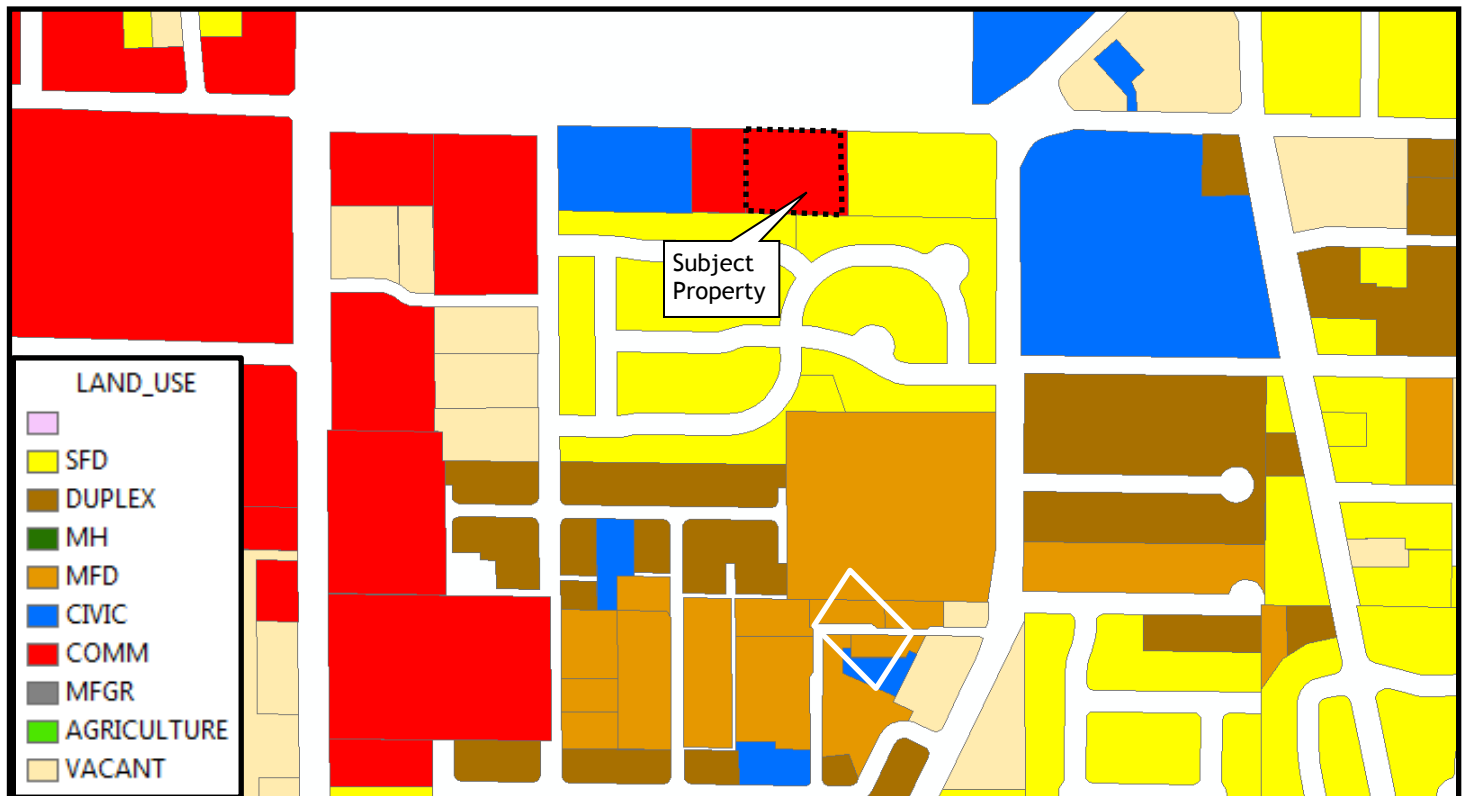 Subject
Property
LAND_USE
SFD
DUPLEX
MH
MFD
CIVIC
COMM
MFGR
AGRICULTURE
VACANT